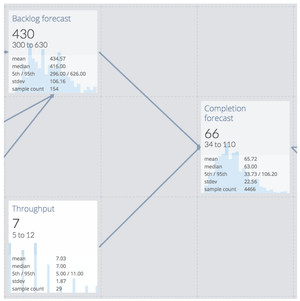 Backlog forecast
430
300 to 630
mean 434.57
median 416.00
5th / 95th 296.00 / 626.00
stdev 106.16
sample count 154
Completion
forecast
66
34 to 110
mean 65.72
median 63.00
5th / 95th 33.73 / 106.20
stdev 22.56
sample count 4466
Throughput
7
5 to 12
mean 7.03
median 7.00
5th / 95th 5.00 / 11.00
stdev 1.87
sample count